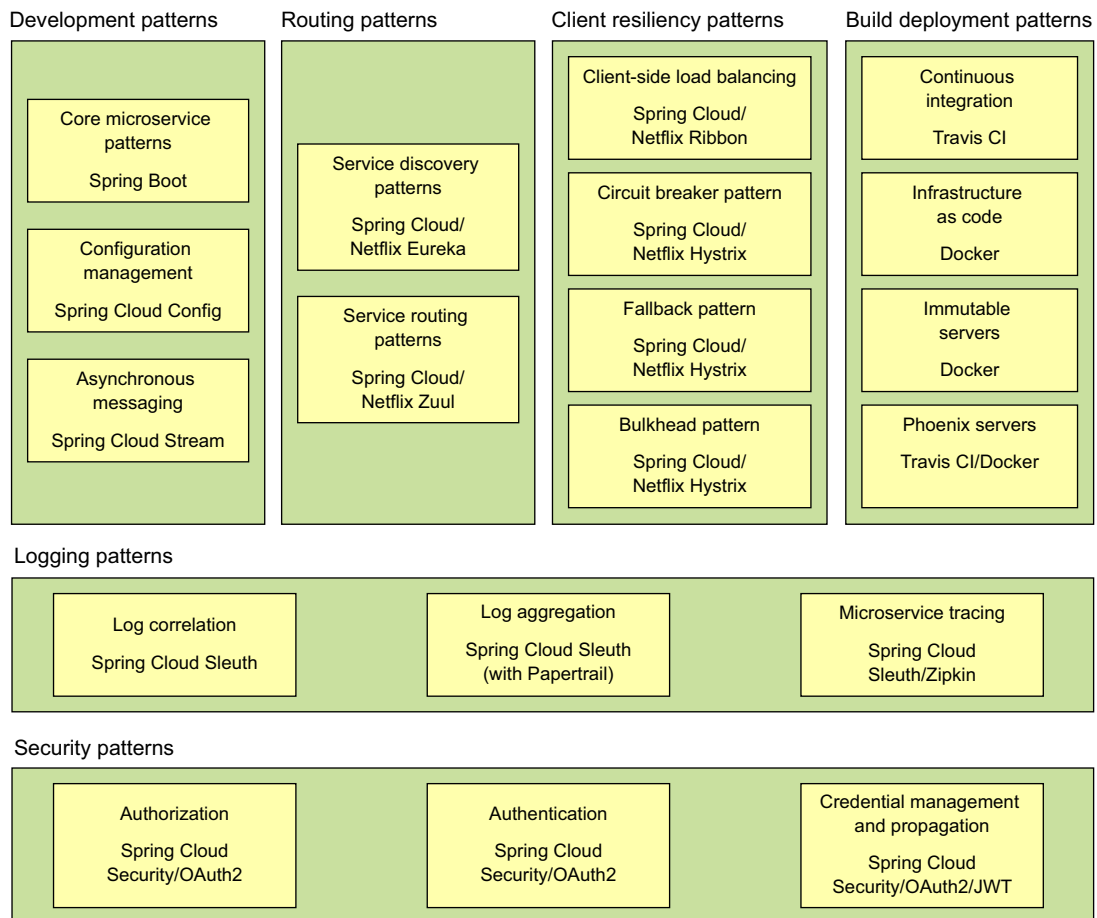 Development patterns
Core microservice
patterns
Spring Boot
Configuration
management
Spring Cloud Config
Asynchronous
messaging
Spring Cloud Stream
Routing patterns
Service discovery
patterns
Spring Cloud/
Netflix Eureka
Service routing
patterns
Spring Cloud/
Netflix Zuul
Client resiliency patterns
Client-side load balancing
Spring Cloud/
Netflix Ribbon
Circuit breaker pattern
Spring Cloud/
Netflix Hystrix
Fallback pattern
Spring Cloud/
Netflix Hystrix
Bulkhead pattern
Spring Cloud/
Netflix Hystrix
Build deployment patterns
Continuous
integration
Travis CI
Infrastructure
as code
Docker
Immutable
servers
Docker
Phoenix servers
Travis CI/Docker
Logging patterns
Log correlation
Spring Cloud Sleuth
Log aggregation
Spring Cloud Sleuth
(with Papertrail)
Microservice tracing
Spring Cloud
Sleuth/Zipkin
Security patterns
Authorization
Spring Cloud
Security/OAuth2
Authentication
Spring Cloud
Security/OAuth2
Credential management
and propagation
Spring Cloud
Security/OAuth2/JWT